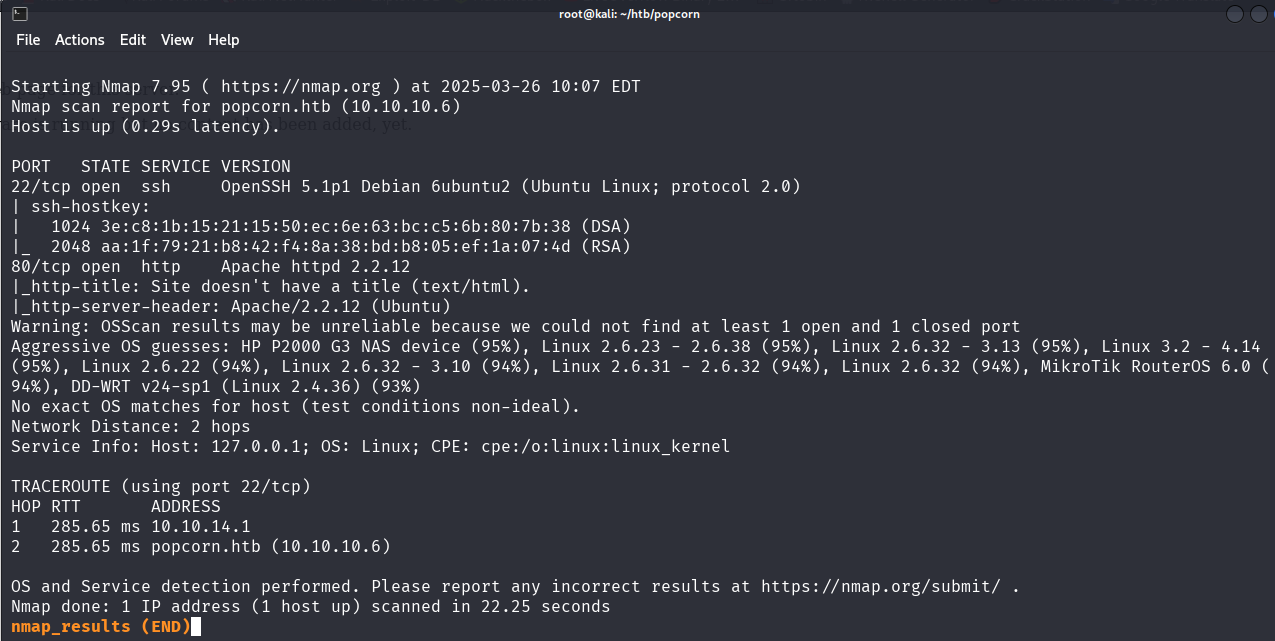 root@kali: ~/htb/popcorn
File Actions Edit View Help
Starting Nmap 7.95 ( https://nmap.org ) at 2025-03-26 10:07 EDT
Nmap scan report for popcorn.htb (10.10.10.6)
Host is up (0.29s latency).
been added, yet.
PORT   STATE SERVICE VERSION
22/tcp open  ssh     OpenSSH 5.1p1 Debian 6ubuntu2 (Ubuntu Linux; protocol 2.0)
| ssh-hostkey:
|   1024 3e:c8:1b:15:21:15:50:ec:6e:63:bc:c5:6b:80:7b:38 (DSA)
|_  2048 aa:1f:79:21:b8:42:f4:8a:38:bd:b8:05:ef:1a:07:4d (RSA)
80/tcp open  http    Apache httpd 2.2.12
|_http-title: Site doesn't have a title (text/html).
|_http-server-header: Apache/2.2.12 (Ubuntu)
Warning: OSScan results may be unreliable because we could not find at least 1 open and 1 closed port
Aggressive OS guesses: HP P2000 G3 NAS device (95%), Linux 2.6.23 - 2.6.38 (95%), Linux 2.6.32 - 3.13 (95%), Linux 3.2 - 4.14
(95%), Linux 2.6.22 (94%), Linux 2.6.32 - 3.10 (94%), Linux 2.6.31 - 2.6.32 (94%), Linux 2.6.32 (94%), MikroTik RouterOS 6.0 (
94%), DD-WRT v24-sp1 (Linux 2.4.36) (93%)
No exact OS matches for host (test conditions non-ideal).
Network Distance: 2 hops
Service Info: Host: 127.0.0.1; OS: Linux; CPE: cpe:/o:linux:linux_kernel
TRACEROUTE (using port 22/tcp)
HOP RTT       ADDRESS
1   285.65 ms 10.10.14.1
2   285.65 ms popcorn.htb (10.10.10.6)
OS and Service detection performed. Please report any incorrect results at https://nmap.org/submit/ .
Nmap done: 1 IP address (1 host up) scanned in 22.25 seconds
nmap_results (END)